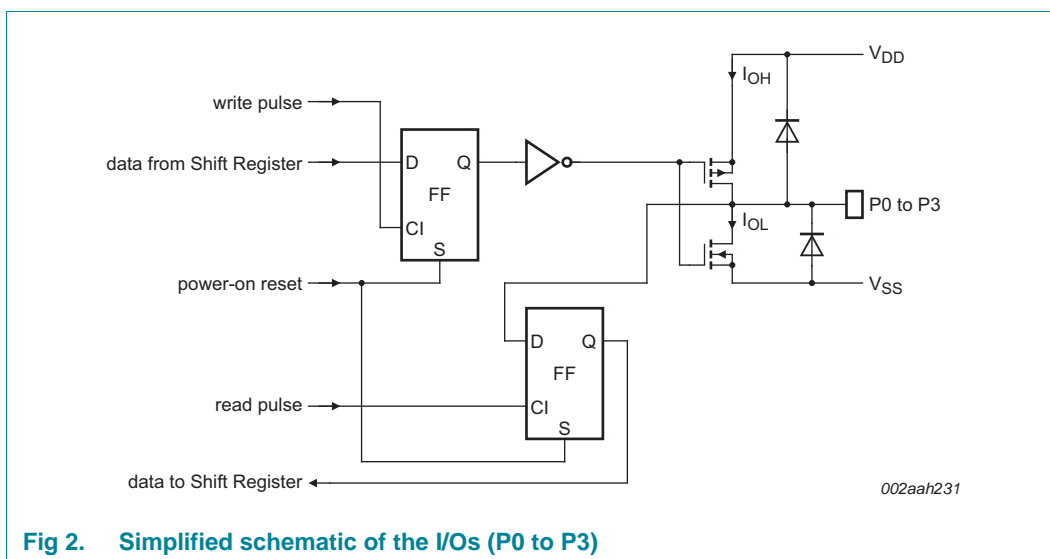 V_DD
I_OH
write pulse
data from Shift Register
D Q
FF
CI
S
P0 to P3
I_OL
power-on reset
V_SS
D Q
FF
CI
S
read pulse
data to Shift Register
002aah231
Fig 2. Simplified schematic of the I/Os (P0 to P3)